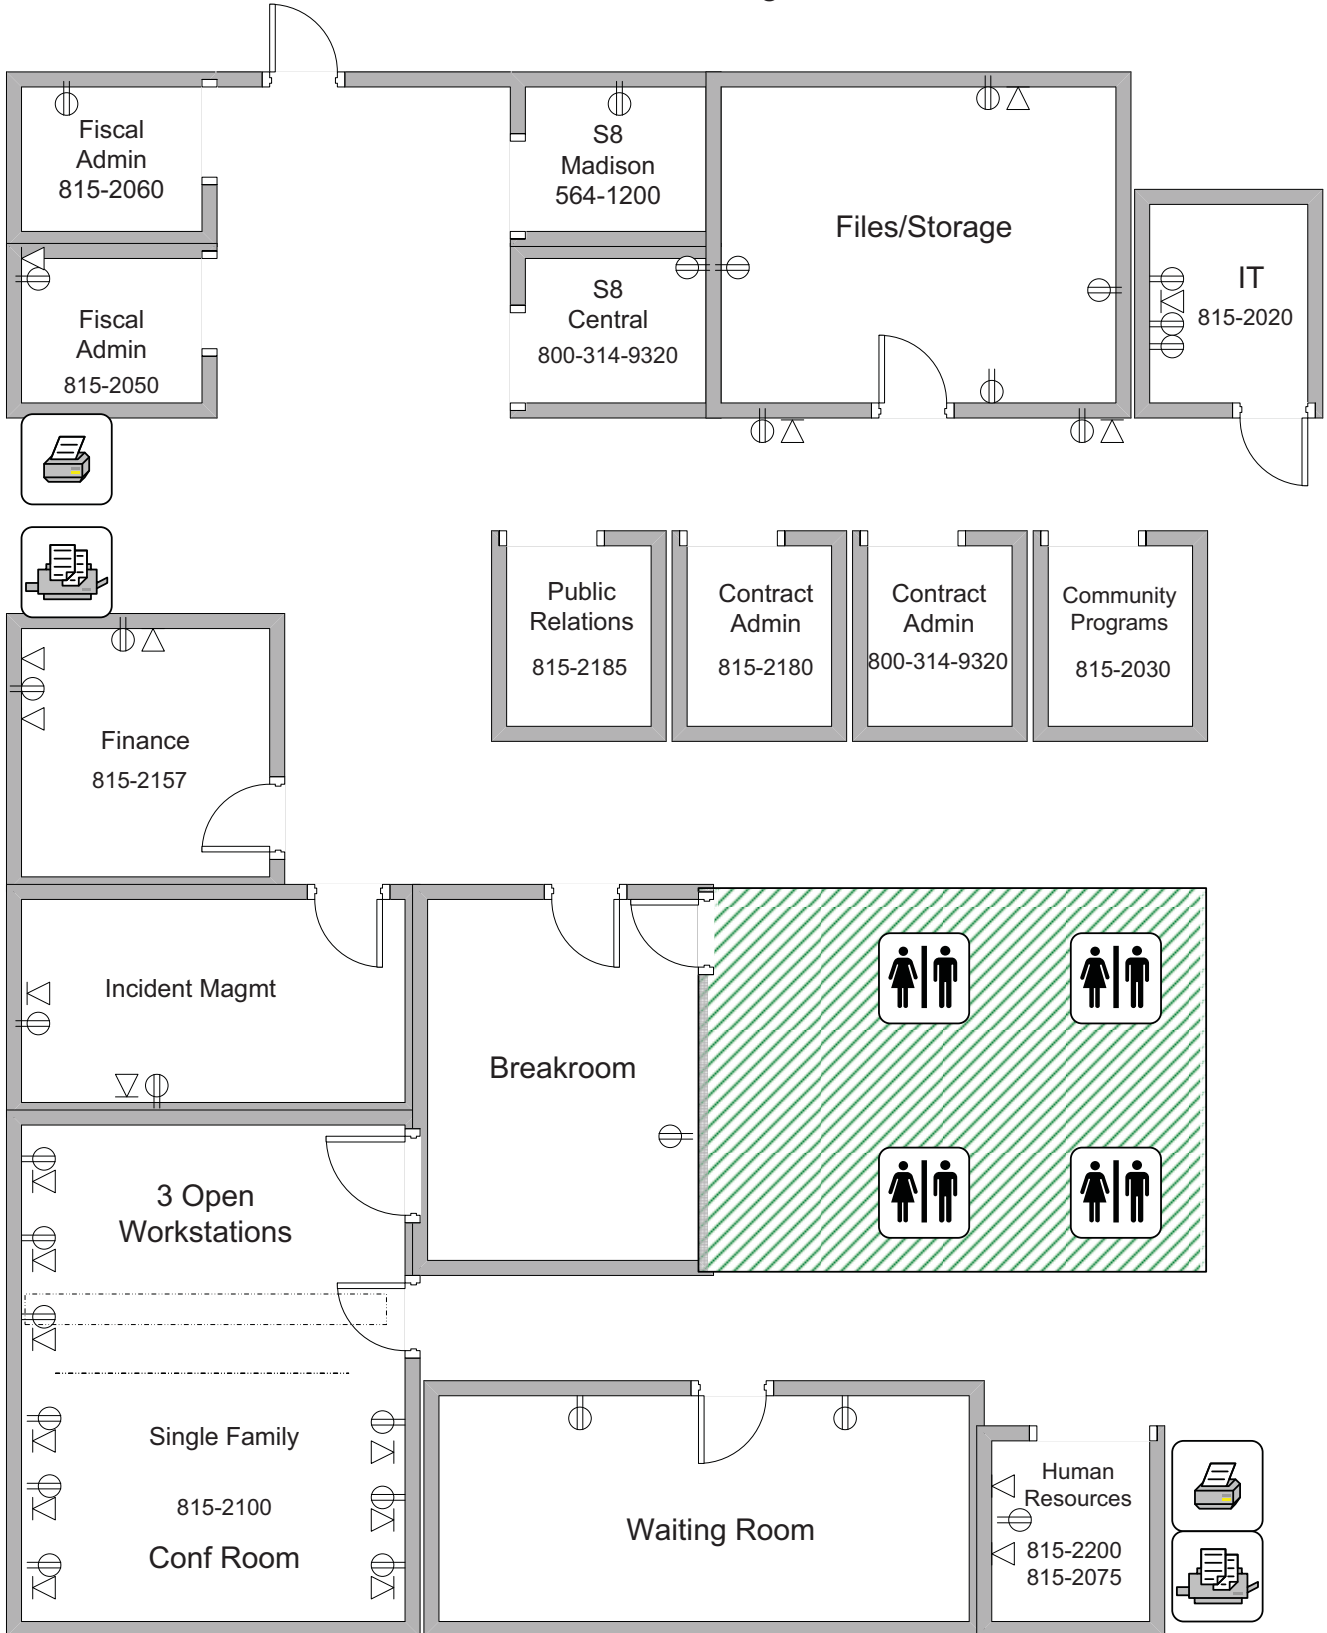 Fiscal
Admin
815-2060
S8
Madison
564-1200
Files/Storage
IT
815-2020
Fiscal
Admin
815-2050
S8
Central
800-314-9320
Public
Relations
815-2185
Contract
Admin
815-2180
Contract
Admin
800-314-9320
Community
Programs
815-2030
Finance
815-2157
Incident Magmt
Breakroom
3 Open
Workstations
Single Family
815-2100
Conf Room
Waiting Room
Human
Resources
815-2200
815-2075